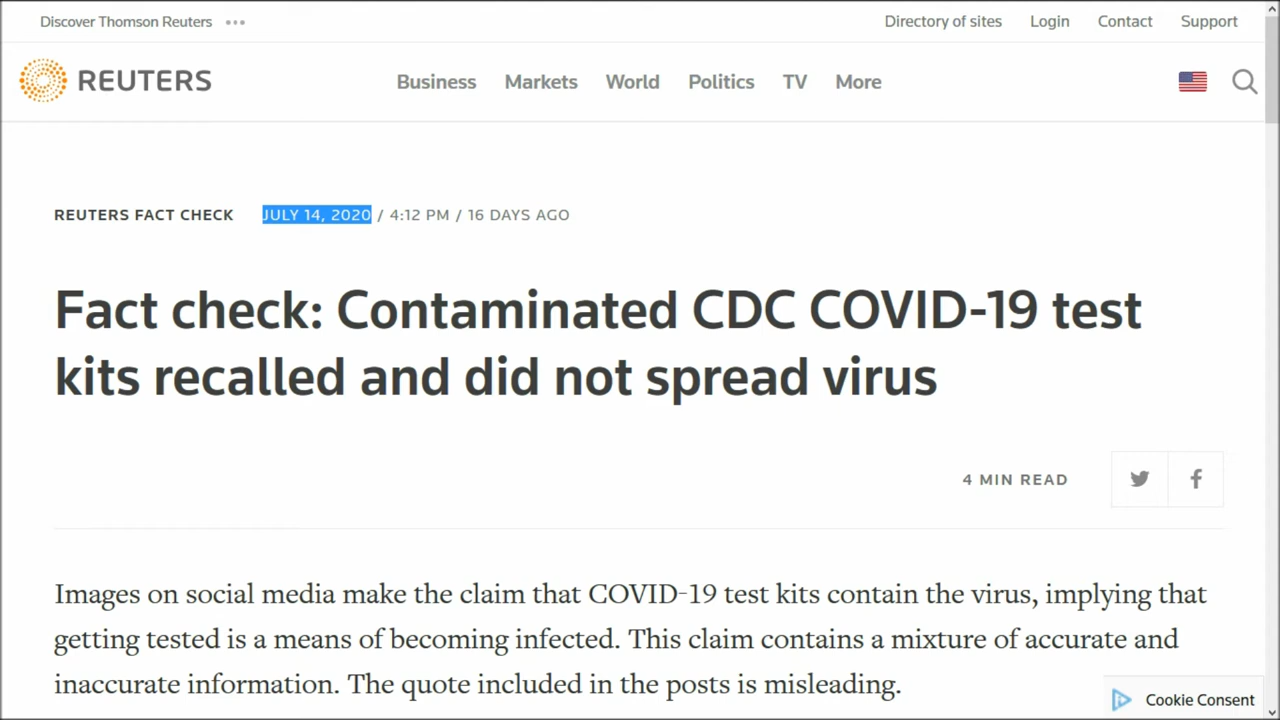 Discover Thomson Reuters •••
Directory of sites Login Contact Support
REUTERS Business Markets World Politics TV More
REUTERS FACT CHECK JULY 14, 2020 / 4:12 PM / 16 DAYS AGO
Fact check: Contaminated CDC COVID-19 test
kits recalled and did not spread virus
4 MIN READ
Images on social media make the claim that COVID-19 test kits contain the virus, implying that
getting tested is a means of becoming infected. This claim contains a mixture of accurate and
inaccurate information. The quote included in the posts is misleading.
Cookie Consent